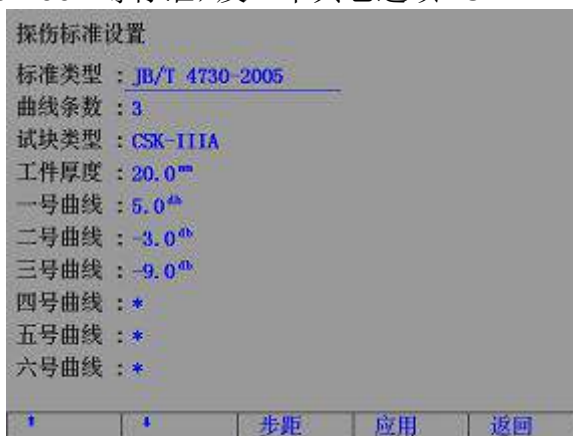 探伤标准设置
标准类型 : JB/T 4730-2005
曲线条数 : 3
试块类型 : CSK-IIIA
工件厚度 : 20.0mm
一号曲线 : 5.0db
二号曲线 : -3.0db
三号曲线 : -9.0db
四号曲线 : *
五号曲线 : *
六号曲线 : *
↑ ↓ 步距 应用 返回